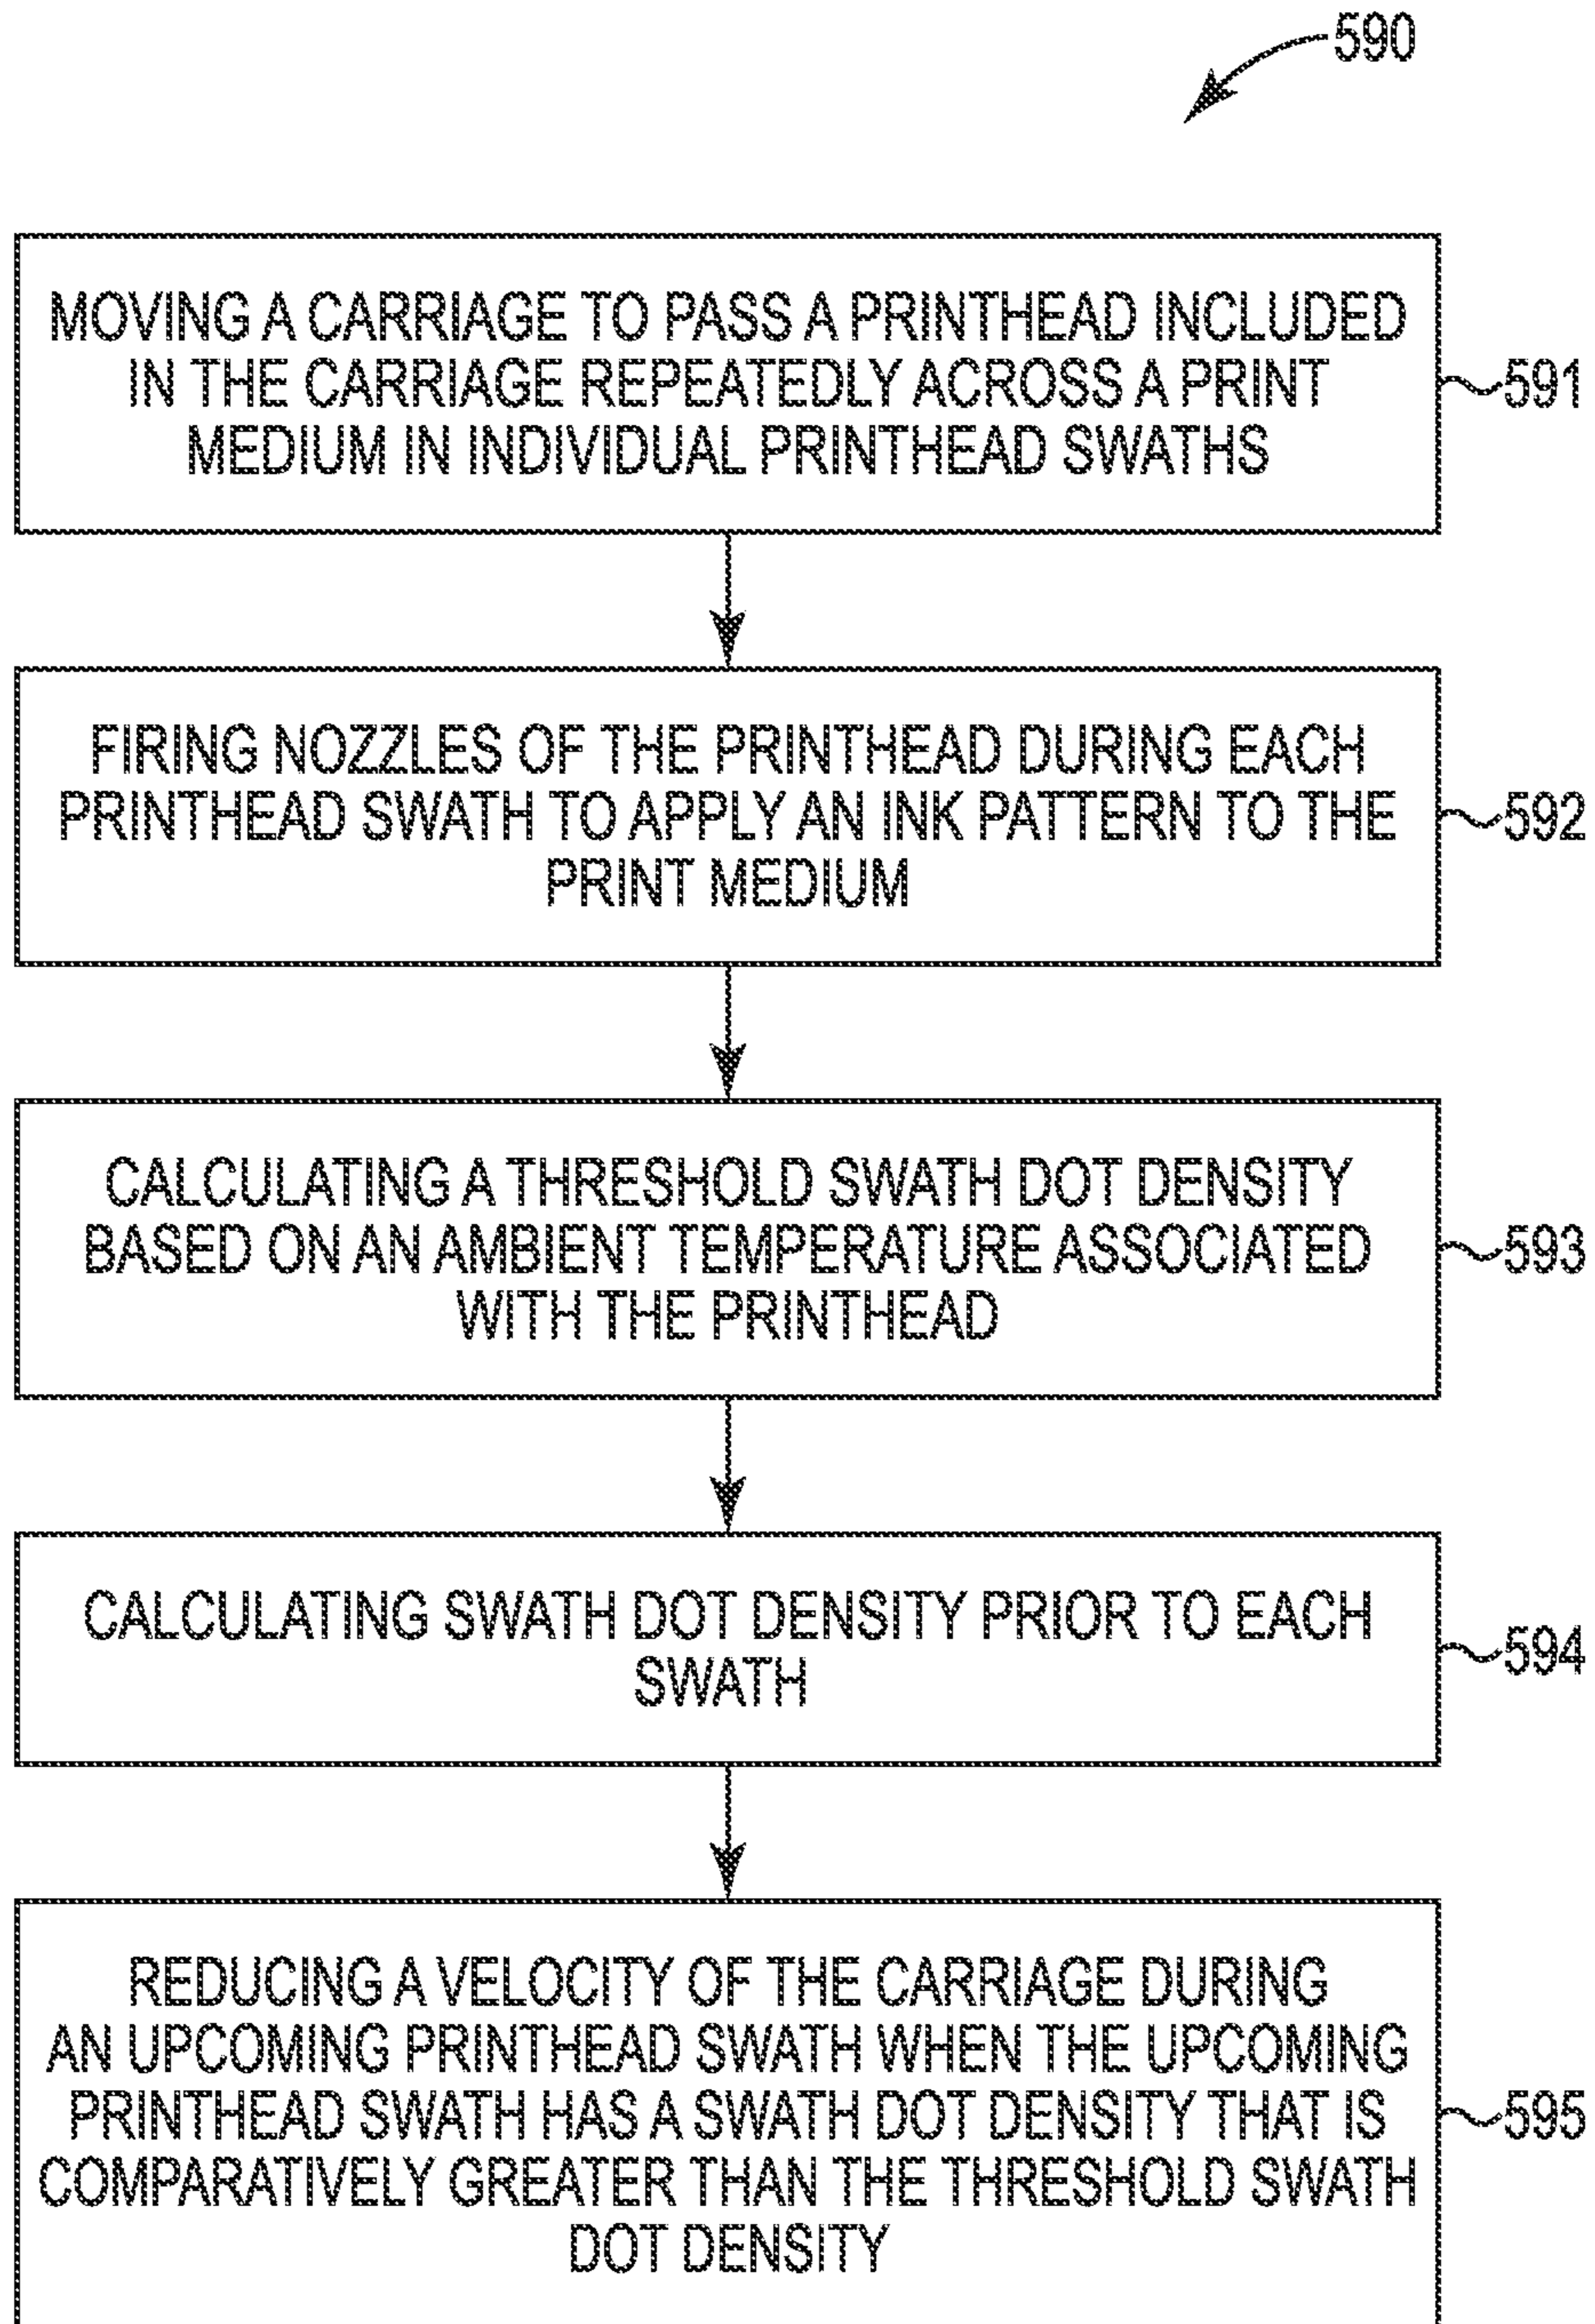 590
MOVING A CARRIAGE TO PASS A PRINTHEAD INCLUDED
IN THE CARRIAGE REPEATEDLY ACROSS A PRINT
MEDIUM IN INDIVIDUAL PRINTHEAD SWATHS
591
FIRING NOZZLES OF THE PRINTHEAD DURING EACH
PRINTHEAD SWATH TO APPLY AN INK PATTERN TO THE
PRINT MEDIUM
592
CALCULATING A THRESHOLD SWATH DOT DENSITY
BASED ON AN AMBIENT TEMPERATURE ASSOCIATED
WITH THE PRINTHEAD
593
CALCULATING SWATH DOT DENSITY PRIOR TO EACH
SWATH
594
REDUCING A VELOCITY OF THE CARRIAGE DURING
AN UPCOMING PRINTHEAD SWATH WHEN THE UPCOMING
PRINTHEAD SWATH HAS A SWATH DOT DENSITY THAT IS
COMPARATIVELY GREATER THAN THE THRESHOLD SWATH
DOT DENSITY
595